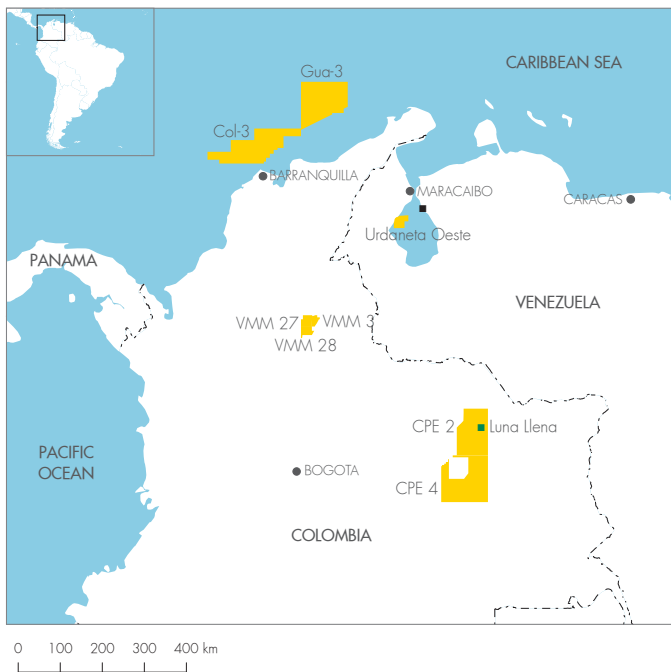 CARIBBEAN SEA
Gua-3
Col-3
BARRANQUILLA
MARACAIBO
CARACAS
Urdaneta Oeste
PANAMA
VENEZUELA
VMM 27
VMM 3
VMM 28
CPE 2
Luna Llena
PACIFIC
OCEAN
BOGOTA
CPE 4
COLOMBIA
0 100 200 300 400 km